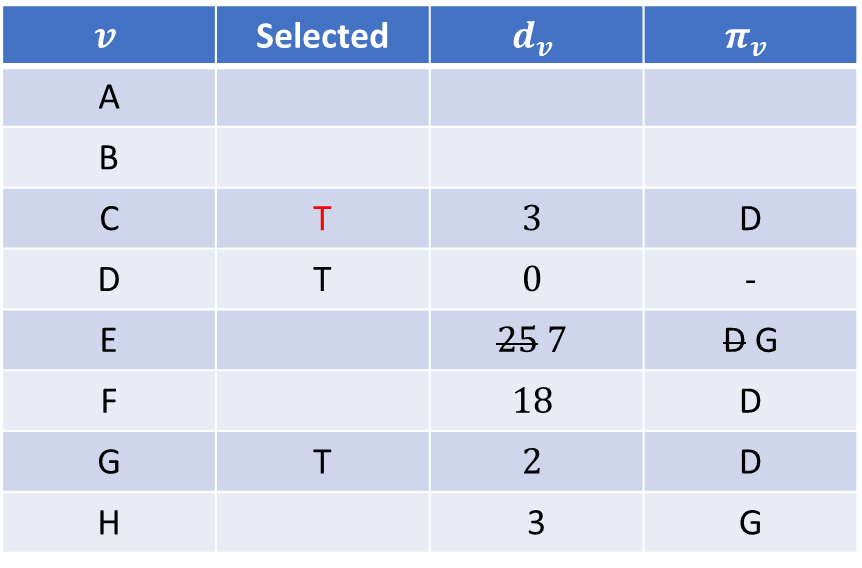 v Selected d_v π_v
A
B
C T 3 D
D T 0 -
E 25 7 D G
F 18 D
G T 2 D
H 3 G